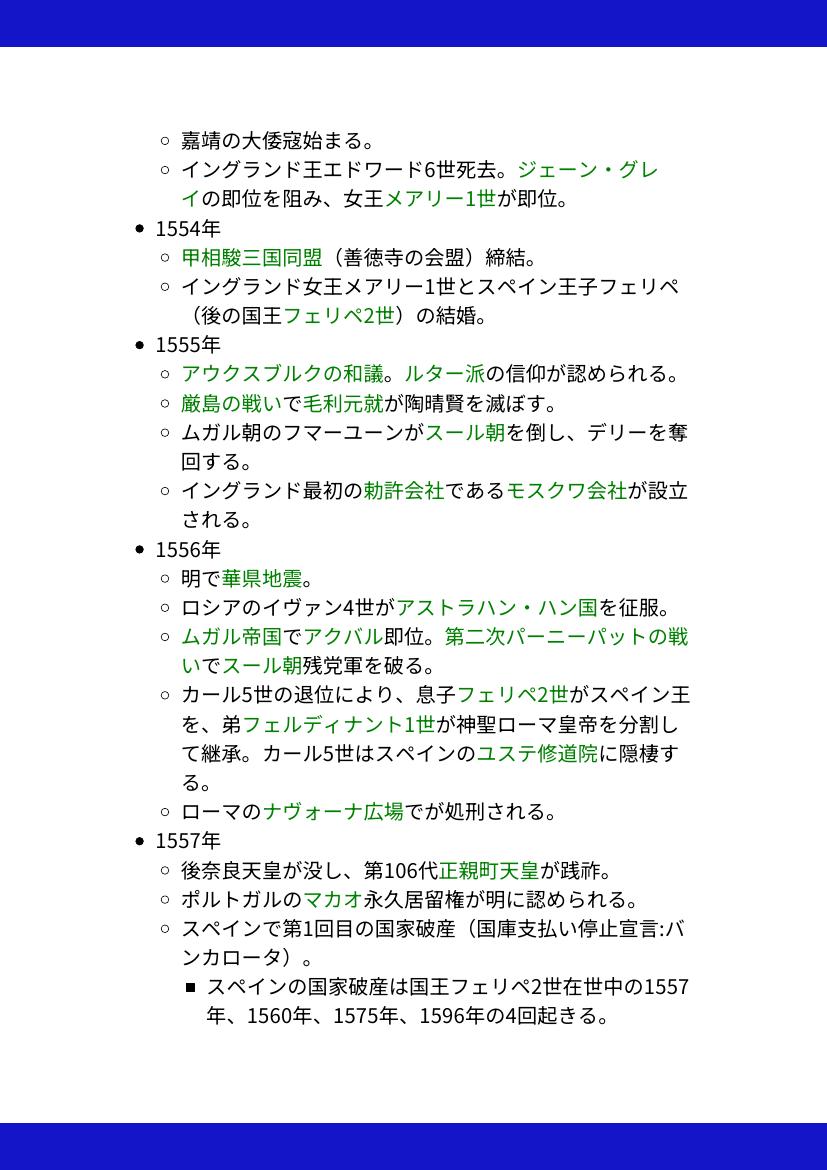 嘉靖の大倭寇始まる。
イングランド王エドワード6世死去。ジェーン・グレ
イの即位を阻み、女王メアリー1世が即位。
1554年
甲相駿三国同盟（善徳寺の会盟）締結。
イングランド女王メアリー1世とスペイン王子フェリペ
（後の国王フェリペ2世）の結婚。
1555年
アウクスブルクの和議。ルター派の信仰が認められる。
厳島の戦いで毛利元就が陶晴賢を滅ぼす。
ムガル朝のフマーユーンがスール朝を倒し、デリーを奪
回する。
イングランド最初の勅許会社であるモスクワ会社が設立
される。
1556年
明で華県地震。
ロシアのイヴァン4世がアストラハン・ハン国を征服。
ムガル帝国でアクバル即位。第二次パーニーパットの戦
いでスール朝残党軍を破る。
カール5世の退位により、息子フェリペ2世がスペイン王
を、弟フェルディナント1世が神聖ローマ皇帝を分割し
て継承。カール5世はスペインのユステ修道院に隠棲す
る。
ローマのナヴォーナ広場でが処刑される。
1557年
後奈良天皇が没し、第106代正親町天皇が践祚。
ポルトガルのマカオ永久居留権が明に認められる。
スペインで第1回目の国家破産（国庫支払い停止宣言:バ
ンカロータ）。
スペインの国家破産は国王フェリペ2世在世中の1557
年、1560年、1575年、1596年の4回起きる。